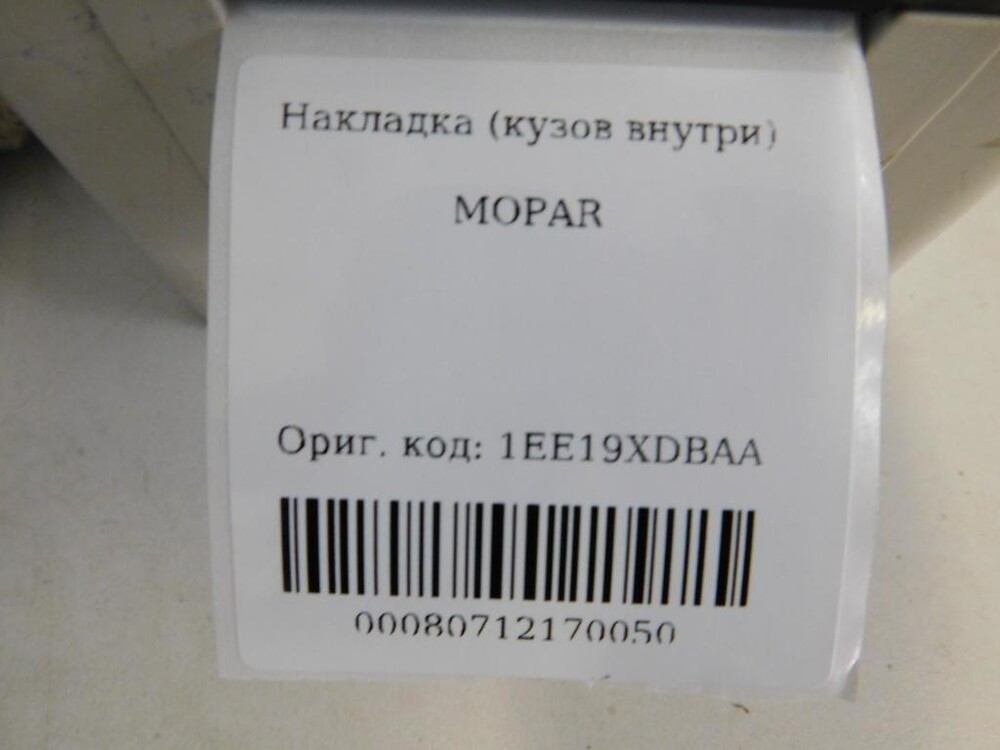 Накладка (кузов внутри)
MOPAR
Ориг. код: 1EE19XDBAA
00080712170050